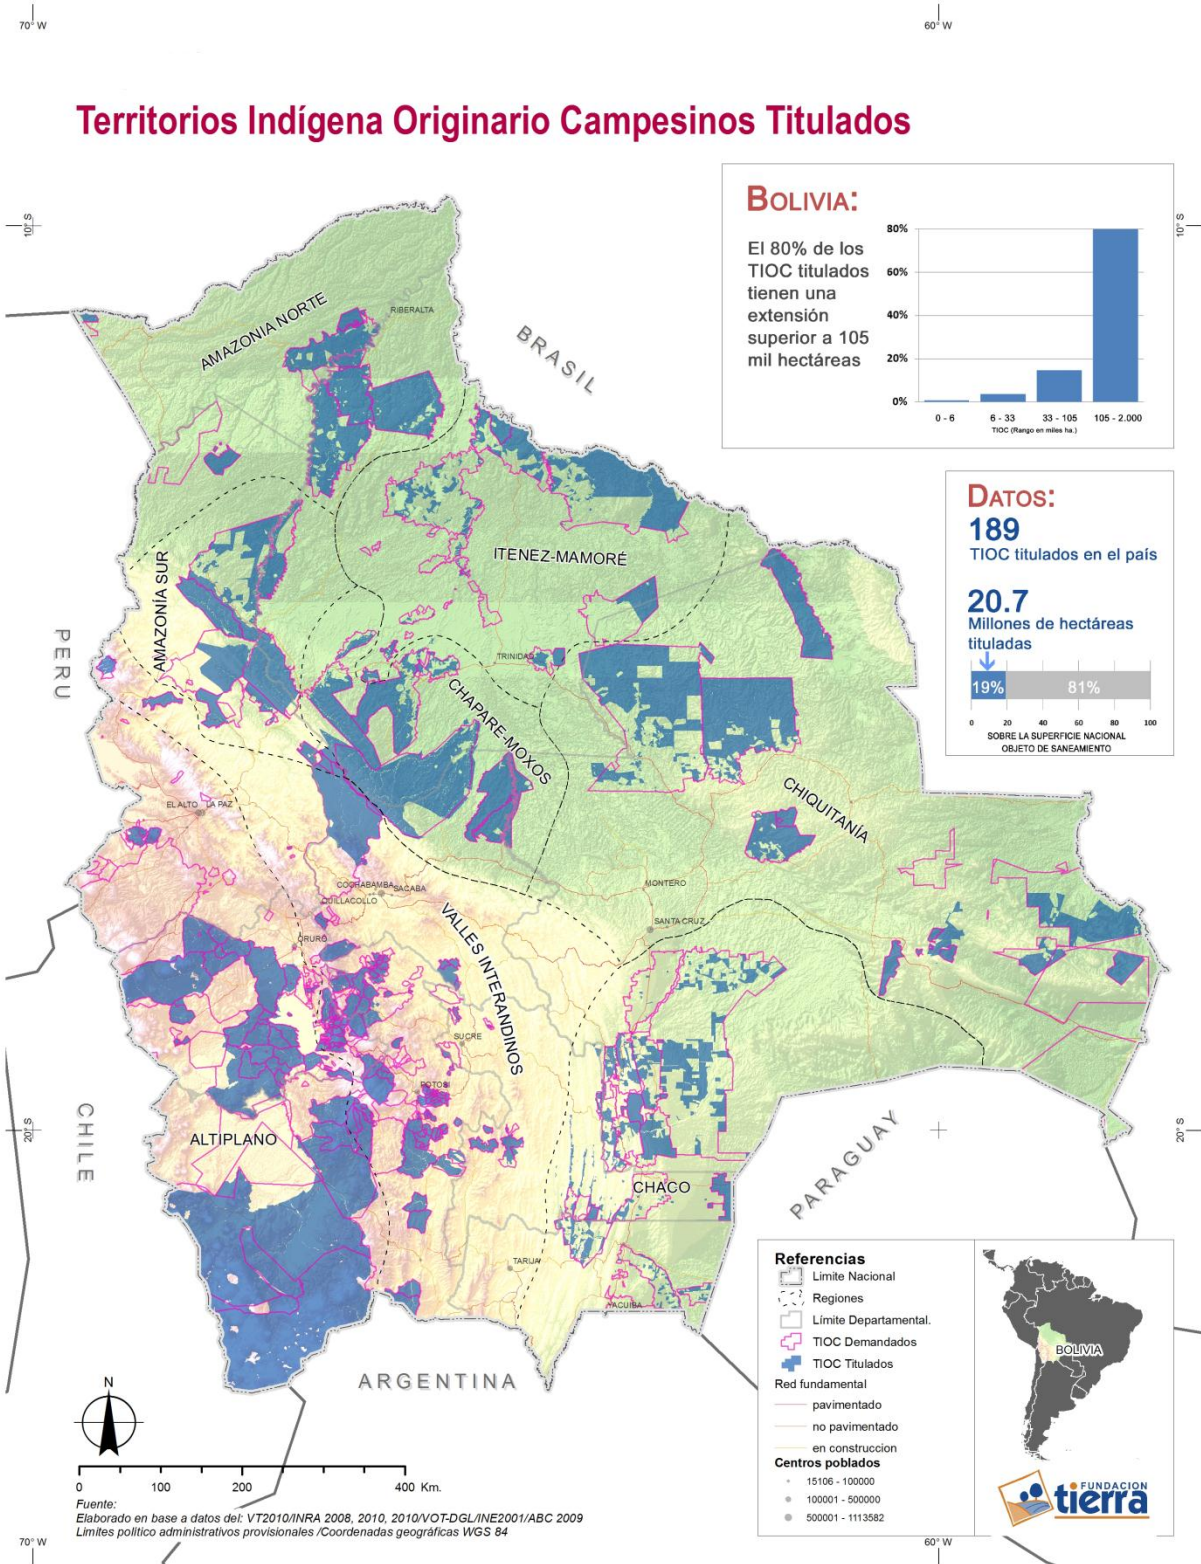 70° W
60° W
Territorios Indígena Originario Campesinos Titulados
10° S
10° S
BOLIVIA:
El 80% de los
TIOC titulados
tienen una
extensión
superior a 105
mil hectáreas
80%
60%
40%
20%
0%
0 - 6
6 - 33
33 - 105
105 - 2.000
TIOC (Rango en miles ha.)
DATOS:
189
TIOC titulados en el país
20.7
Millones de hectáreas
tituladas
19%
81%
0
20
40
60
80
100
SOBRE LA SUPERFICIE NACIONAL
OBJETO DE SANEAMIENTO
AMAZONIA NORTE
RIBERALTA
BRASIL
ITENEZ-MAMORÉ
AMAZONÍA SUR
PERU
TRINIDAD
CHAPARE-MOXOS
CHIQUITANÍA
EL ALTO
LA PAZ
COCHABAMBA
SACABA
QUILLACOLLO
MONTERO
SANTA CRUZ
ORURO
VALLES INTERANDINOS
SUCRE
POTOSI
CHILE
ALTIPLANO
CHACO
PARAGUAY
TARIJA
YACUIBA
ARGENTINA
20° S
20° S
Referencias
Limite Nacional
Regiones
Límite Departamental.
TIOC Demandados
TIOC Titulados
Red fundamental
pavimentado
no pavimentado
en construccion
Centros poblados
15106 - 100000
100001 - 500000
500001 - 1113582
BOLIVIA
FUNDACION
tierra
N
0
100
200
400 Km.
Fuente:
Elaborado en base a datos del: VT2010/INRA 2008, 2010, 2010/VOT-DGL/INE2001/ABC 2009
Limites politico administrativos provisionales /Coordenadas geográficas WGS 84
70° W
60° W